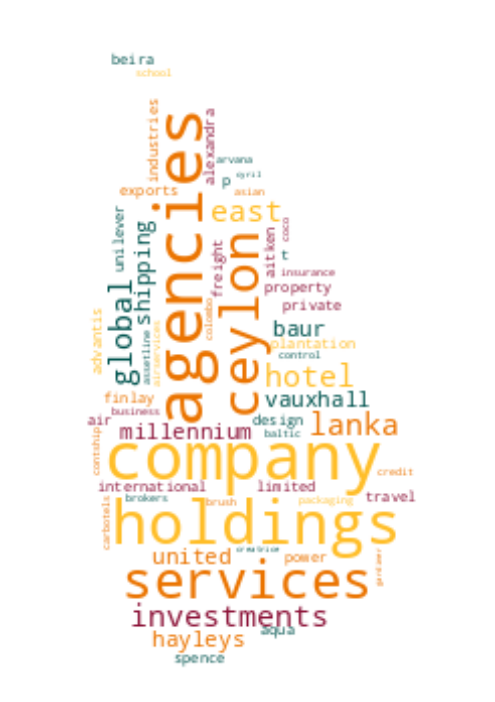 beira
school
industries
agencies
alexandra
arvana
cyril
p
exports
asian
unilever
shipping
east
coco
aitken
t
freight
ceylon
insurance
property
private
global
advantis
assetline
airservices
colombo
baur
plantation
control
hotel
finlay
vauxhall
business
air
design
lanka
millennium
baltic
contship
company
credit
international
limited
brokers
brush
packaging
travel
carbotels
holdings
creatrice
united
power
gardiner
services
investments
aqua
hayleys
spence